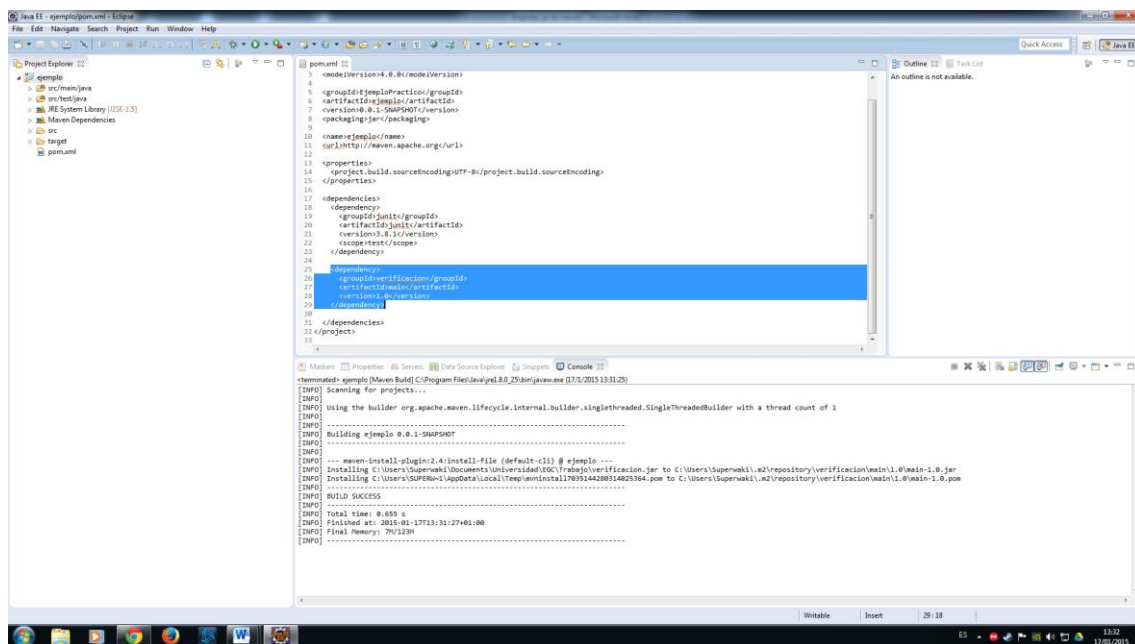 Java EE - ejemplo/pom.xml - Eclipse
File Edit Navigate Search Project Run Window Help
Quick Access
Java EE
Project Explorer
ejemplo
src/main/java
src/test/java
JRE System Library [J2SE-1.5]
Maven Dependencies
src
target
pom.xml
pom.xml
3 <modelVersion>4.0.0</modelVersion>
4
5 <groupId>EjemploPractico</groupId>
6 <artifactId>ejemplo</artifactId>
7 <version>0.0.1-SNAPSHOT</version>
8 <packaging>jar</packaging>
9
10 <name>ejemplo</name>
11 <url>http://maven.apache.org</url>
12
13 <properties>
14 <project.build.sourceEncoding>UTF-8</project.build.sourceEncoding>
15 </properties>
16
17 <dependencies>
18 <dependency>
19 <groupId>junit</groupId>
20 <artifactId>junit</artifactId>
21 <version>3.8.1</version>
22 <scope>test</scope>
23 </dependency>
24
25 <dependency>
26 <groupId>verificacion</groupId>
27 <artifactId>main</artifactId>
28 <version>1.0</version>
29 </dependency>
30
31 </dependencies>
32 </project>
33
Outline Task List
An outline is not available.
Markers Properties Servers Data Source Explorer Snippets Console
<terminated> ejemplo [Maven Build] C:\Program Files\Java\jre1.8.0_25\bin\javaw.exe (17/1/2015 13:31:25)
[INFO] Scanning for projects...
[INFO]
[INFO] Using the builder org.apache.maven.lifecycle.internal.builder.singlethreaded.SingleThreadedBuilder with a thread count of 1
[INFO]
[INFO] ------------------------------------------------------------------------
[INFO] Building ejemplo 0.0.1-SNAPSHOT
[INFO] ------------------------------------------------------------------------
[INFO]
[INFO] --- maven-install-plugin:2.4:install-file (default-cli) @ ejemplo ---
[INFO] Installing C:\Users\Superwaki\Documents\Universidad\EGC\Trabajo\verificacion.jar to C:\Users\Superwaki\.m2\repository\verificacion\main\1.0\main-1.0.jar
[INFO] Installing C:\Users\SUPERW~1\AppData\Local\Temp\mvninstall7035144280314025364.pom to C:\Users\Superwaki\.m2\repository\verificacion\main\1.0\main-1.0.pom
[INFO] ------------------------------------------------------------------------
[INFO] BUILD SUCCESS
[INFO] ------------------------------------------------------------------------
[INFO] Total time: 0.655 s
[INFO] Finished at: 2015-01-17T13:31:27+01:00
[INFO] Final Memory: 7M/123M
[INFO] ------------------------------------------------------------------------
Writable Insert 29:18
ES 13:32
17/01/2015